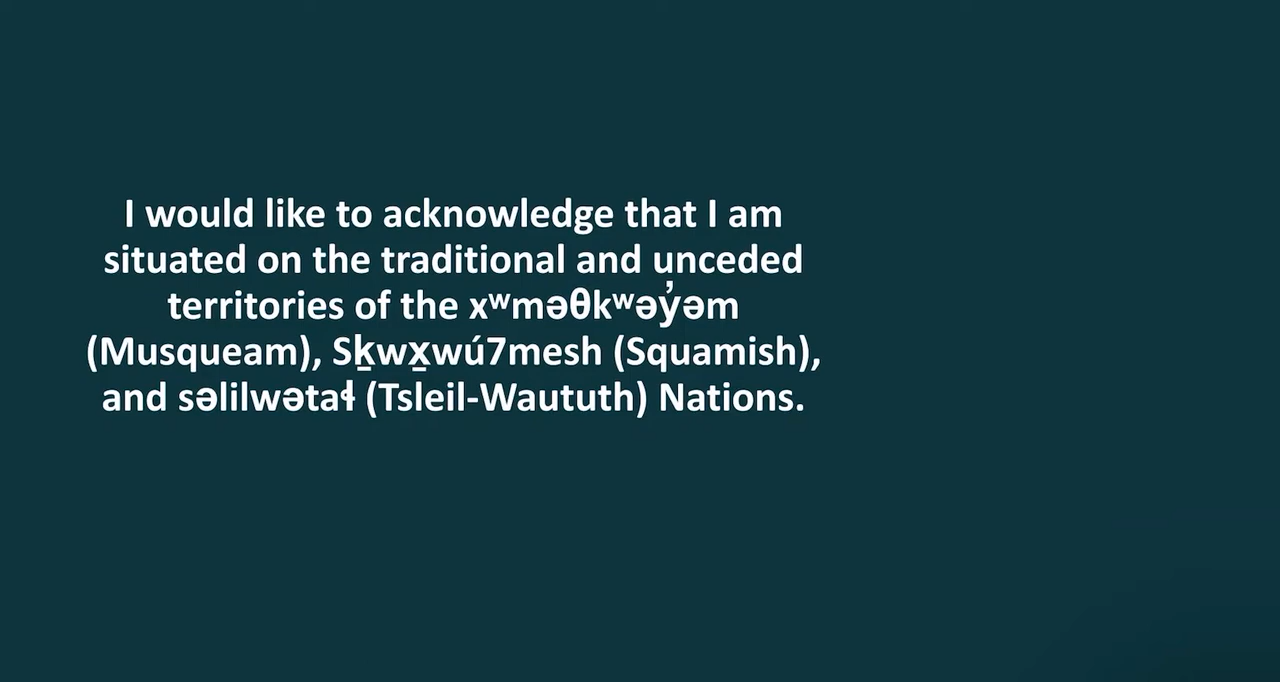 I would like to acknowledge that I am
situated on the traditional and unceded
territories of the xʷməθkʷəy̓əm
(Musqueam), Sḵwx̱wú7mesh (Squamish),
and səlilwətaɬ (Tsleil-Waututh) Nations.